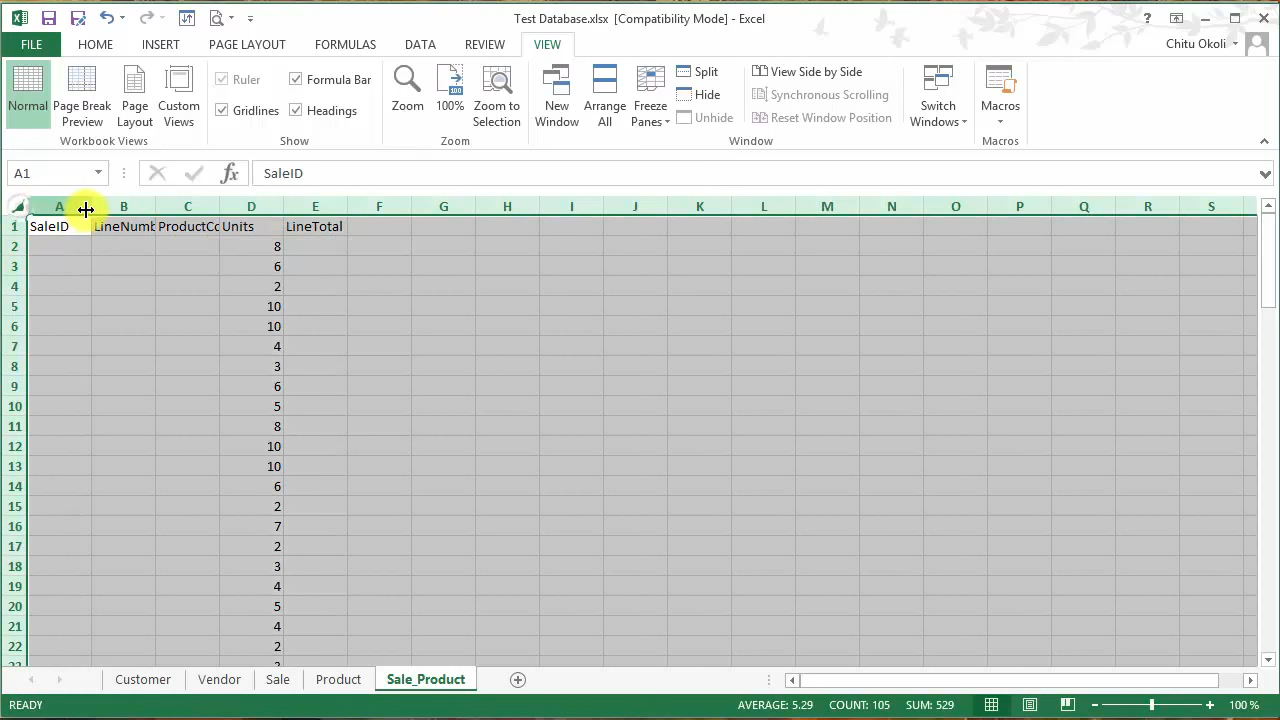 Test Database.xlsx [Compatibility Mode] - Excel
?
FILE HOME INSERT PAGE LAYOUT FORMULAS DATA REVIEW VIEW Chitu Okoli
Normal
Page Break Preview
Page Layout
Custom Views
Workbook Views
Ruler
Formula Bar
Gridlines
Headings
Show
Zoom
100
100%
Zoom to Selection
Zoom
New Window
Arrange All
Freeze Panes
Split
Hide
Unhide
View Side by Side
Synchronous Scrolling
Reset Window Position
Window
Switch Windows
Macros
Macros
A1 fx SaleID
A B C D E F G H I J K L M N O P Q R S
1 SaleID LineNumb ProductCo Units LineTotal
2 8
3 6
4 2
5 10
6 10
7 4
8 3
9 6
10 5
11 8
12 10
13 10
14 6
15 2
16 7
17 2
18 3
19 4
20 5
21 4
22 2
Customer Vendor Sale Product Sale_Product
READY AVERAGE: 5.29 COUNT: 105 SUM: 529 100 %